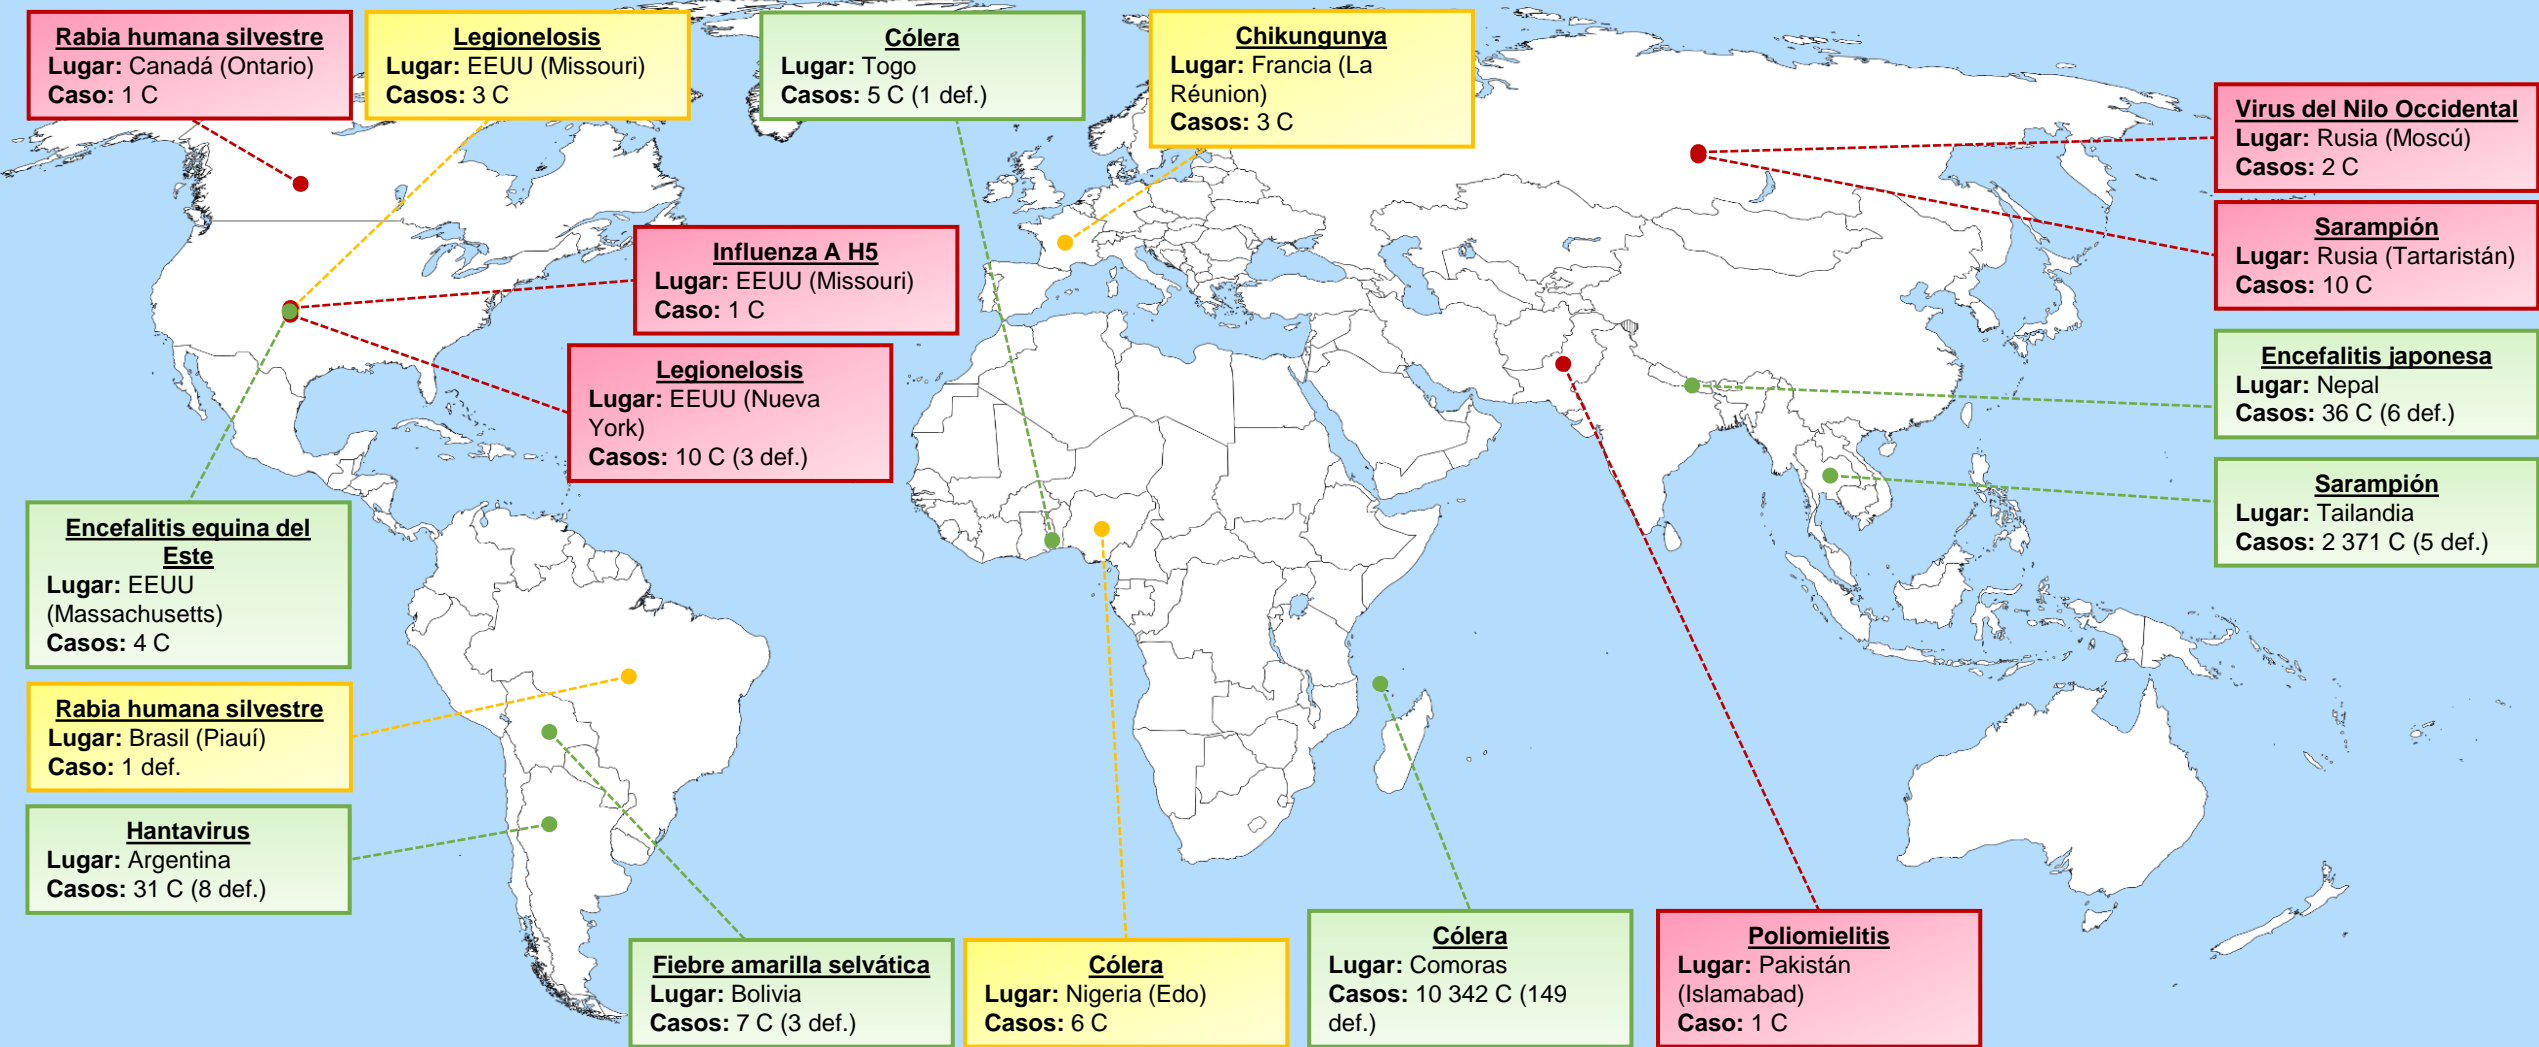 Rabia humana silvestre
Lugar: Canadá (Ontario)
Caso: 1 C
Legionelosis
Lugar: EEUU (Missouri)
Casos: 3 C
Cólera
Lugar: Togo
Casos: 5 C (1 def.)
Chikungunya
Lugar: Francia (La
Réunion)
Casos: 3 C
Virus del Nilo Occidental
Lugar: Rusia (Moscú)
Casos: 2 C
Sarampión
Lugar: Rusia (Tartaristán)
Casos: 10 C
Influenza A H5
Lugar: EEUU (Missouri)
Caso: 1 C
Legionelosis
Lugar: EEUU (Nueva
York)
Casos: 10 C (3 def.)
Encefalitis japonesa
Lugar: Nepal
Casos: 36 C (6 def.)
Sarampión
Lugar: Tailandia
Casos: 2 371 C (5 def.)
Encefalitis equina del
Este
Lugar: EEUU
(Massachusetts)
Casos: 4 C
Rabia humana silvestre
Lugar: Brasil (Piauí)
Caso: 1 def.
Hantavirus
Lugar: Argentina
Casos: 31 C (8 def.)
Fiebre amarilla selvática
Lugar: Bolivia
Casos: 7 C (3 def.)
Cólera
Lugar: Nigeria (Edo)
Casos: 6 C
Cólera
Lugar: Comoras
Casos: 10 342 C (149
def.)
Poliomielitis
Lugar: Pakistán
(Islamabad)
Caso: 1 C